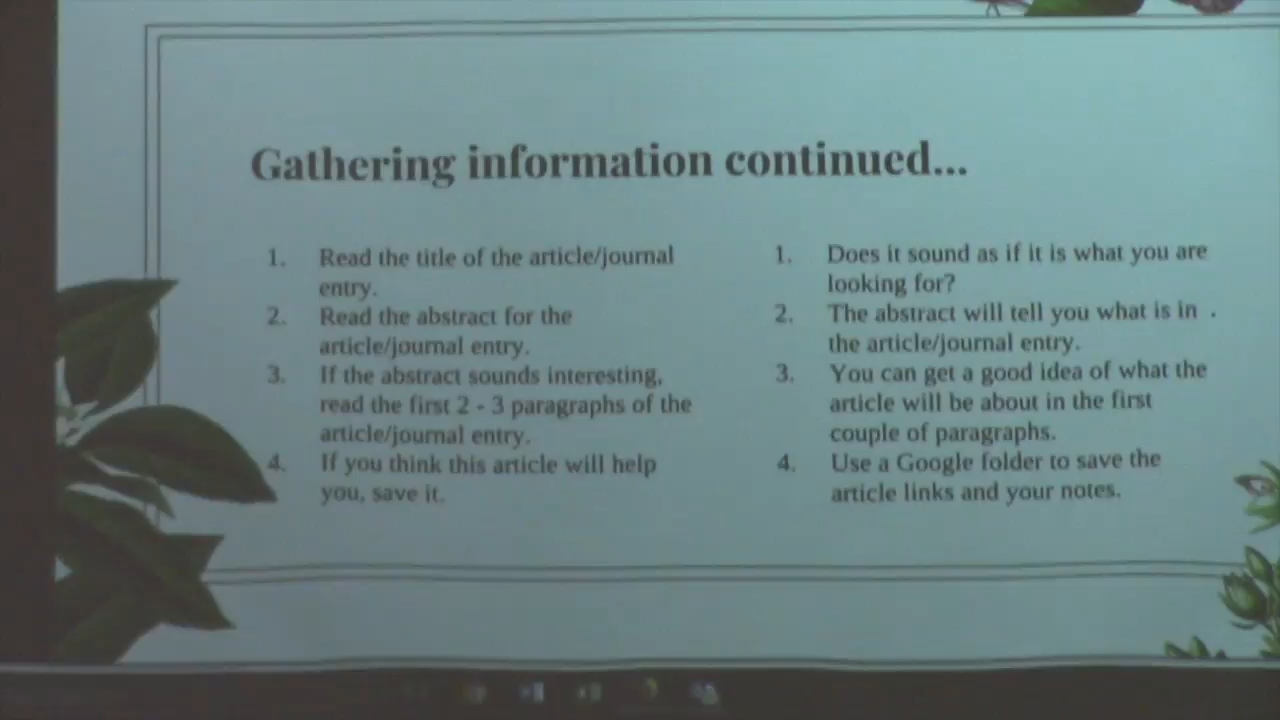 Gathering information continued...
1. Read the title of the article/journal
entry.
2. Read the abstract for the
article/journal entry.
3. If the abstract sounds interesting,
read the first 2 - 3 paragraphs of the
article/journal entry.
4. If you think this article will help
you, save it.
1. Does it sound as if it is what you are
looking for?
2. The abstract will tell you what is in .
the article/journal entry.
3. You can get a good idea of what the
article will be about in the first
couple of paragraphs.
4. Use a Google folder to save the
article links and your notes.